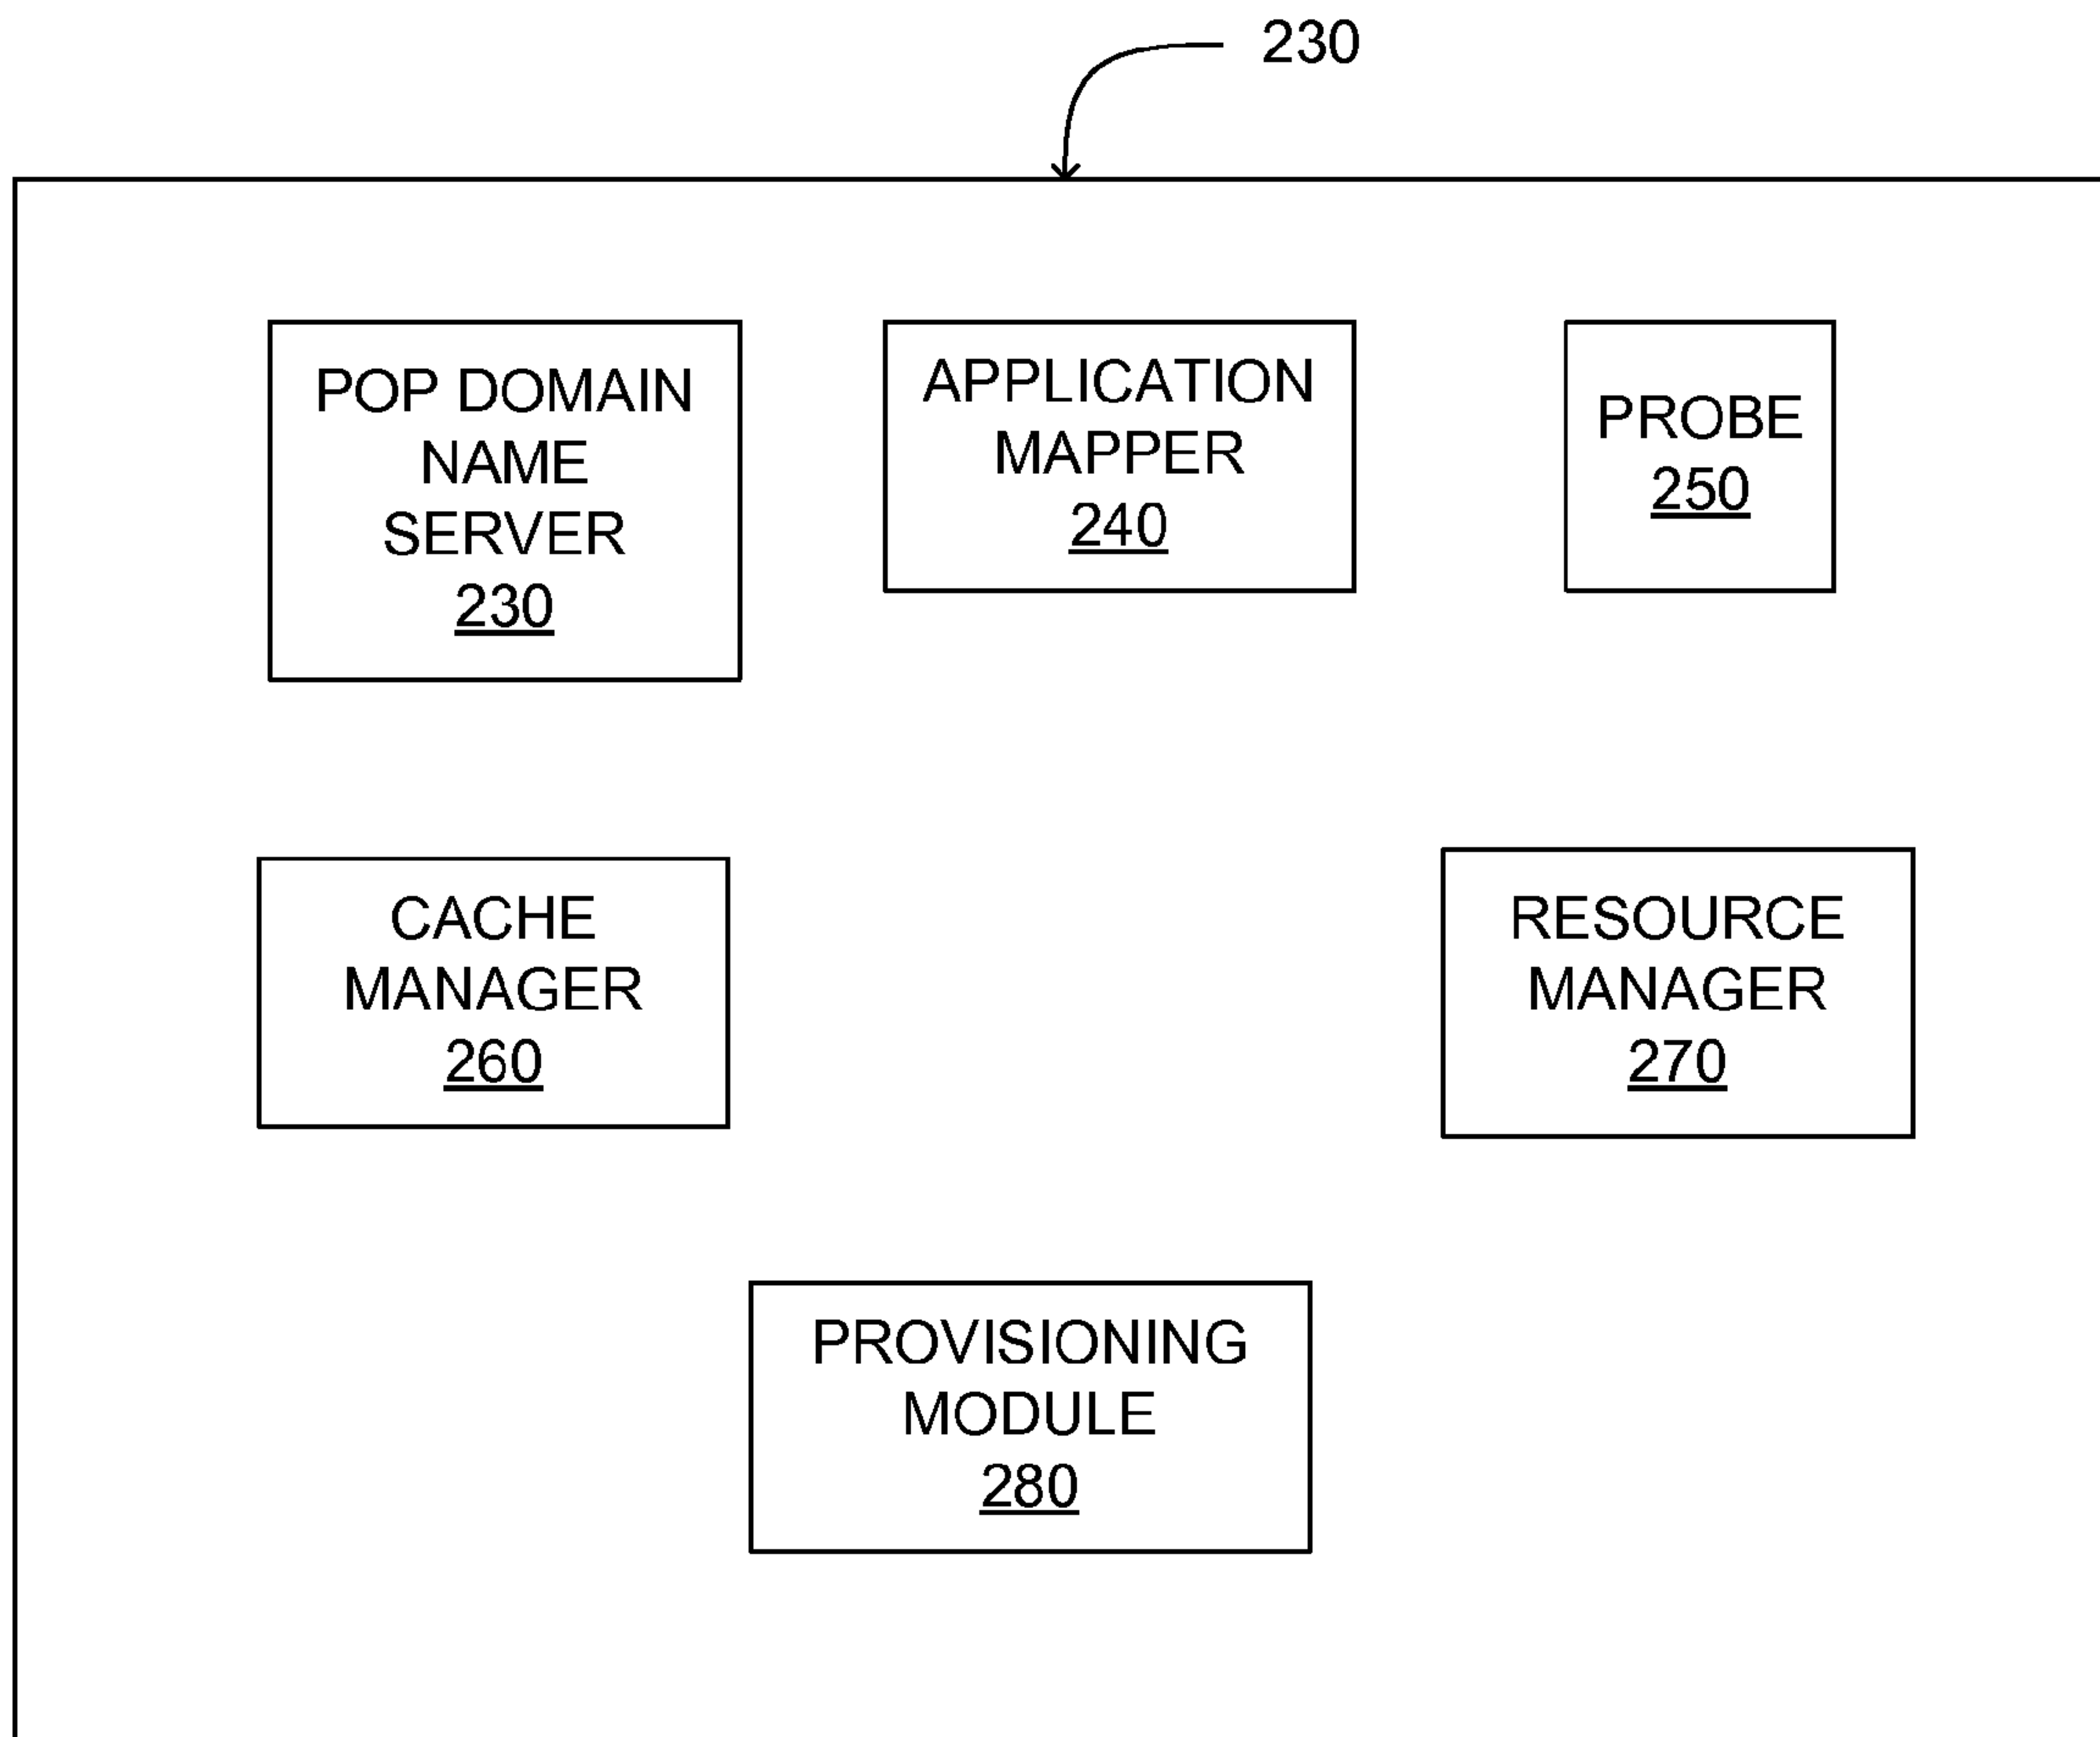 230
POP DOMAIN
NAME
SERVER
230
APPLICATION
MAPPER
240
PROBE
250
CACHE
MANAGER
260
RESOURCE
MANAGER
270
PROVISIONING
MODULE
280